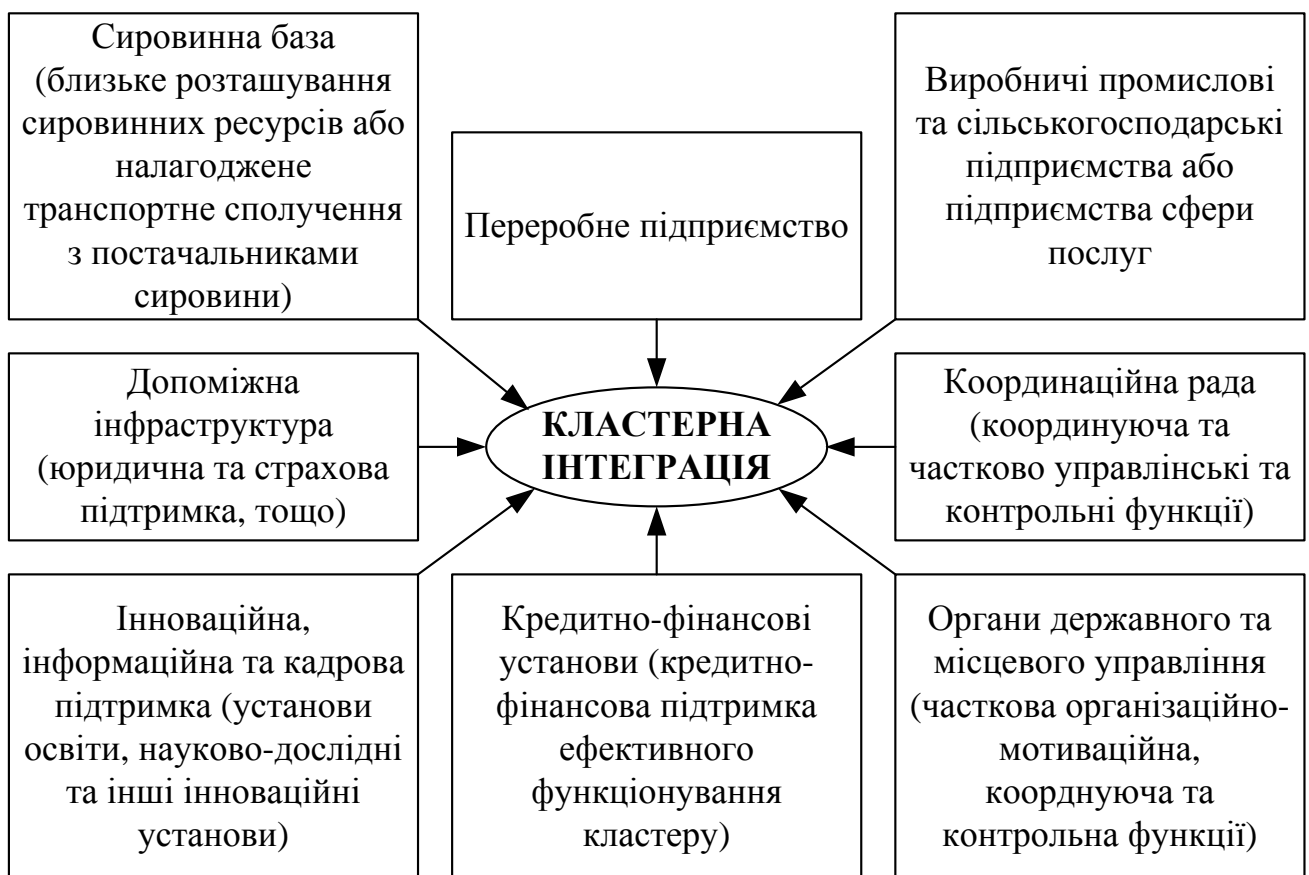 Сировинна база
(близьке розташування
сировинних ресурсів або
налагоджене
транспортне сполучення
з постачальниками
сировини)
Переробне підприємство
Виробничі промислові
та сільськогосподарські
підприємства або
підприємства сфери
послуг
Допоміжна
інфраструктура
(юридична та страхова
підтримка, тощо)
КЛАСТЕРНА
ІНТЕГРАЦІЯ
Координаційна рада
(координуюча та
частково управлінські та
контрольні функції)
Інноваційна,
інформаційна та кадрова
підтримка (установи
освіти, науково-дослідні
та інші інноваційні
установи)
Кредитно-фінансові
установи (кредитно-
фінансова підтримка
ефективного
функціонування
кластеру)
Органи державного та
місцевого управління
(часткова організаційно-
мотиваційна,
коорднуюча та
контрольна функції)